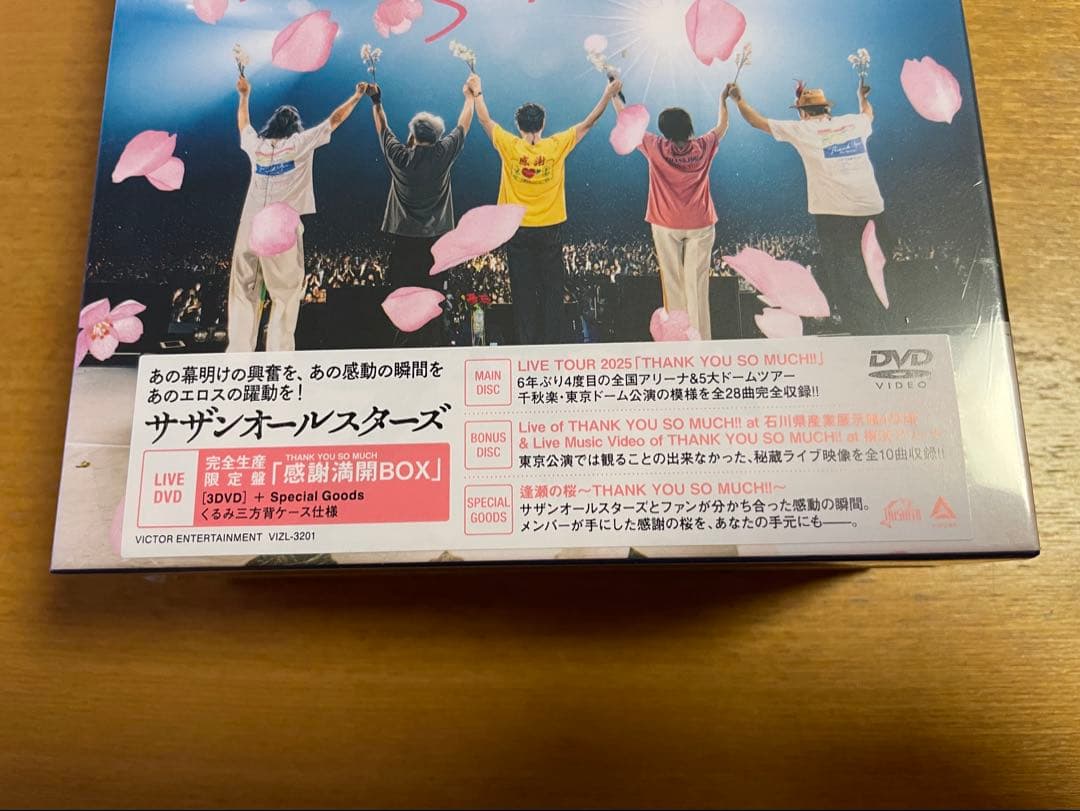 感謝
あの幕明けの興奮を、あの感動の瞬間を
あのエロスの躍動を!
サザンオールスターズ
LIVE
DVD
完全生産
限定盤
THANK YOU SO MUCH
「感謝満開BOX」
[3DVD] + Special Goods
くるみ三方背ケース仕様
VICTOR ENTERTAINMENT VIZL-3201
MAIN
DISC
LIVE TOUR 2025「THANK YOU SO MUCH!!」
6年ぶり4度目の全国アリーナ&5大ドームツアー
千秋楽・東京ドーム公演の模様を全28曲完全収録!!
BONUS
DISC
Live of THANK YOU SO MUCH!! at 石川県産業展示館4号館
& Live Music Video of THANK YOU SO MUCH!! at
東京公演では観ることの出来なかった、秘蔵ライブ映像を全10曲収録!!
SPECIAL
GOODS
逢瀬の桜〜THANK YOU SO MUCH!!〜
サザンオールスターズとファンが分かち合った感動の瞬間。
メンバーが手にした感謝の桜を、あなたの手元にも――。
DVD
VIDEO